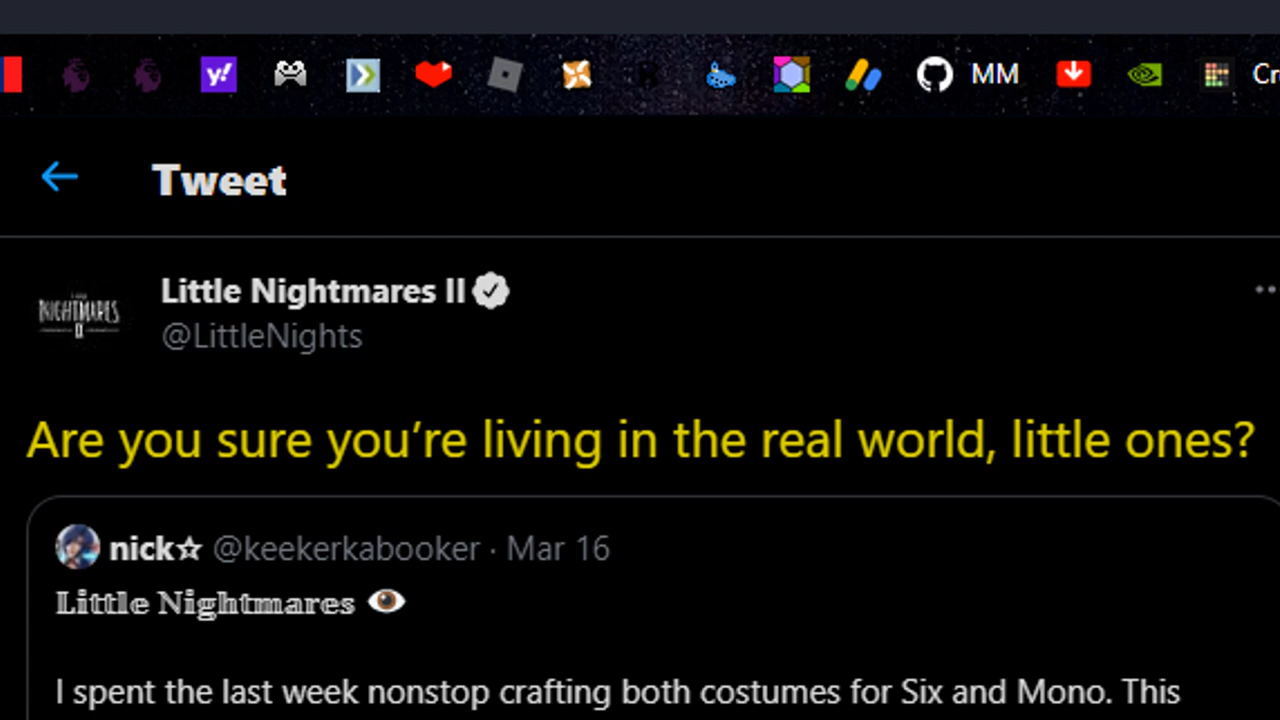 y!
MM
Cr
Tweet
Little Nightmares II
@LittleNights
NIGHTMARES
II
Are you sure you’re living in the real world, little ones?
nick☆ @keekerkabooker · Mar 16
𝕃𝕚𝕥𝕥𝕝𝕖 ℕ𝕚𝕘𝕙𝕥𝕞𝕒𝕣𝕖𝕤 👁️
I spent the last week nonstop crafting both costumes for Six and Mono. This